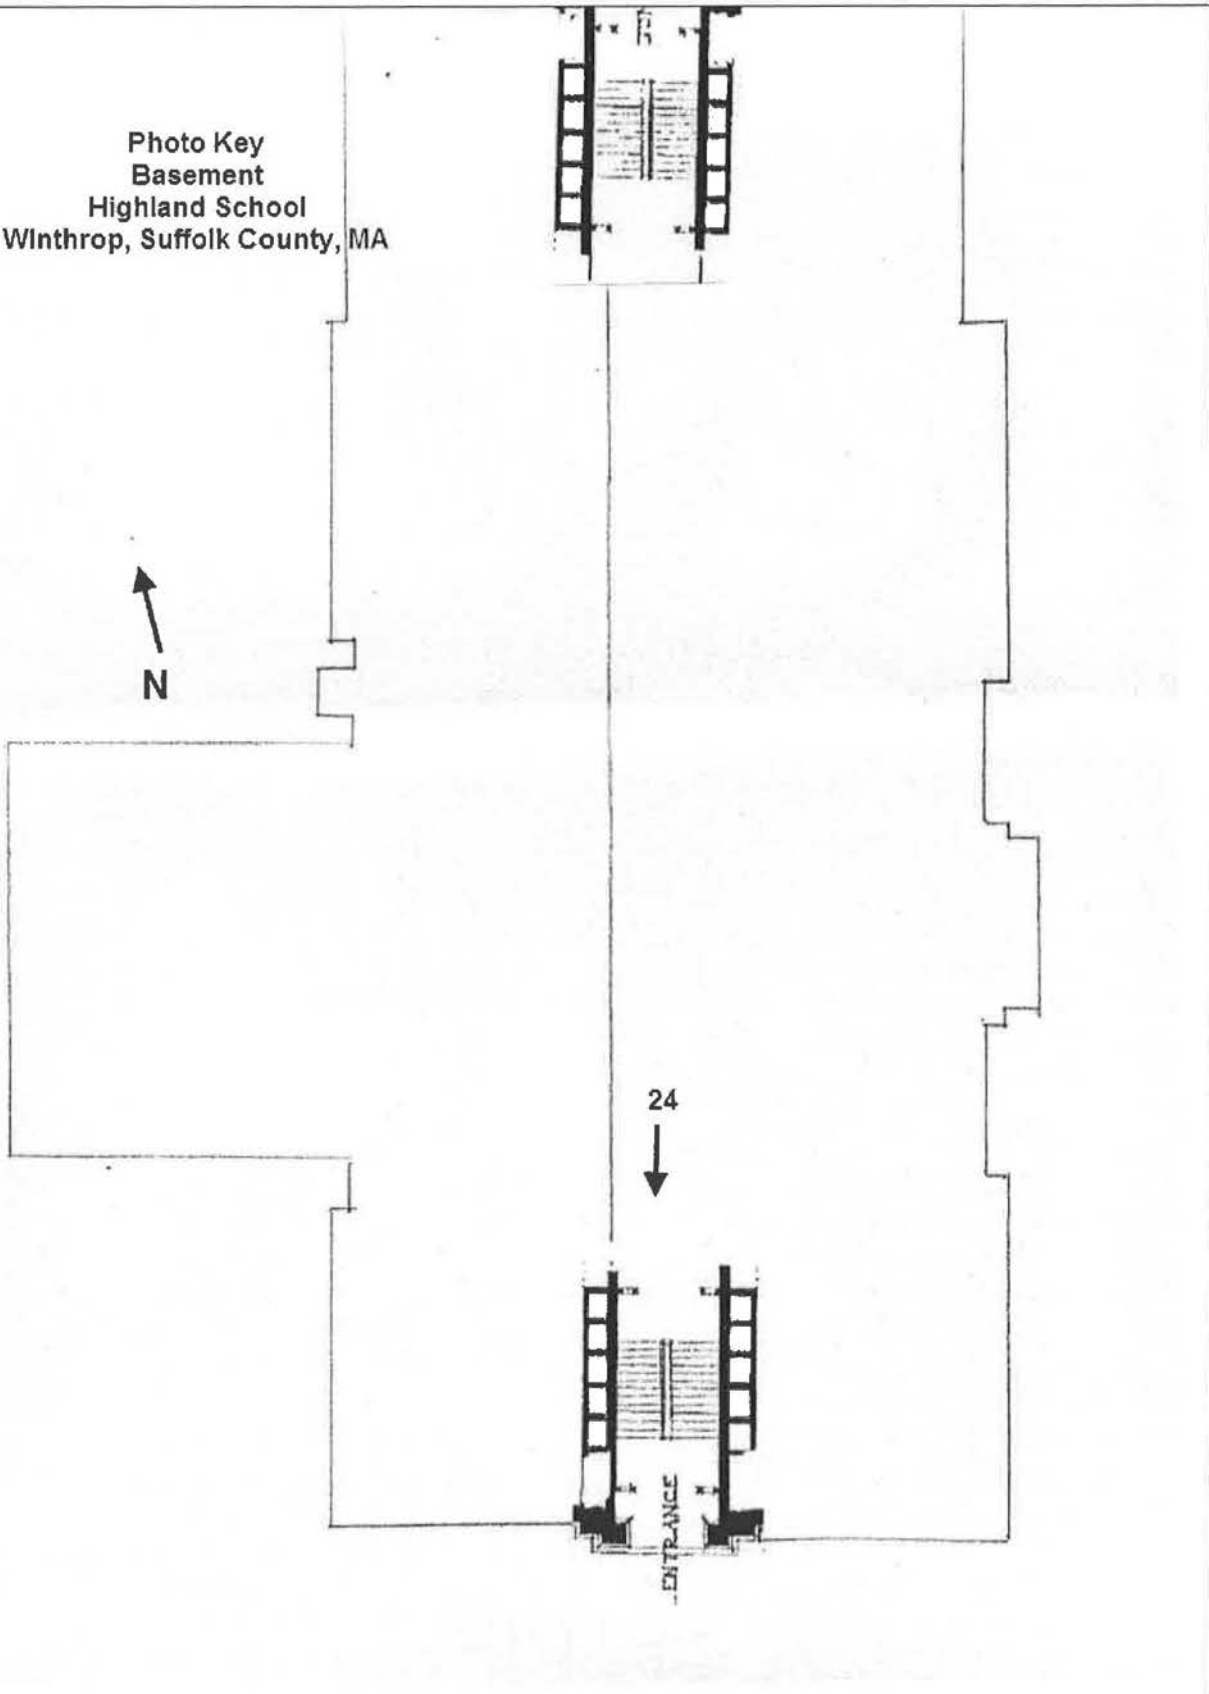 Photo Key
Basement
Highland School
Winthrop, Suffolk County, MA
N
24
ENTRANCE